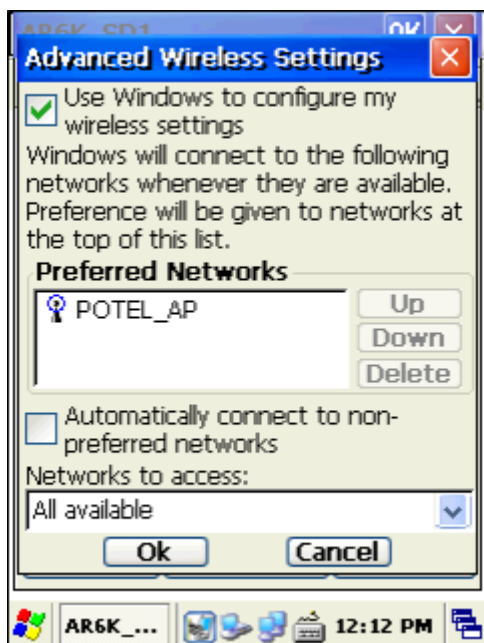 AR6K_SD1 OK
Advanced Wireless Settings
Use Windows to configure my
wireless settings
Windows will connect to the following
networks whenever they are available.
Preference will be given to networks at
the top of this list.
Preferred Networks
POTEL_AP
Up
Down
Delete
Automatically connect to non-
preferred networks
Networks to access:
All available
Ok Cancel
AR6K_... 12:12 PM